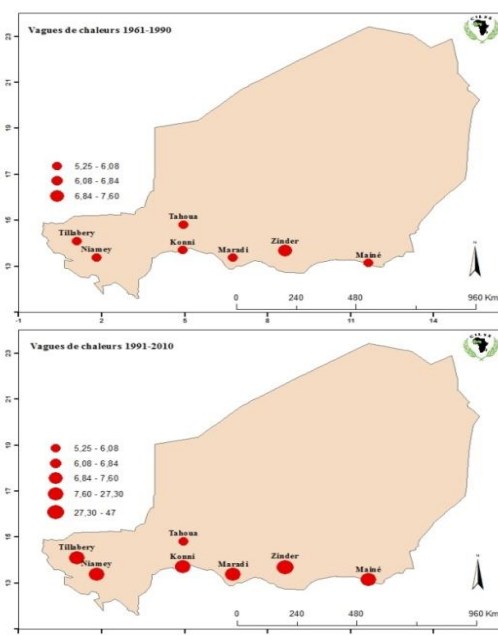 Vagues de chaleurs 1961-1990
CILSS
23
21
19
17
15
13
5,25 - 6,08
6,08 - 6,84
6,84 - 7,60
Tahoua
Tillabery
Niamey
Konni
Maradi
Zinder
Mainé
0 240 480 960 Km
-1 2 5 8 11 14
Vagues de chaleurs 1991-2010
CILSS
23
21
19
17
15
13
5,25 - 6,08
6,08 - 6,84
6,84 - 7,60
7,60 - 27,30
27,30 - 47
Tahoua
Tillabery
Niamey
Konni
Maradi
Zinder
Mainé
0 240 480 960 Km